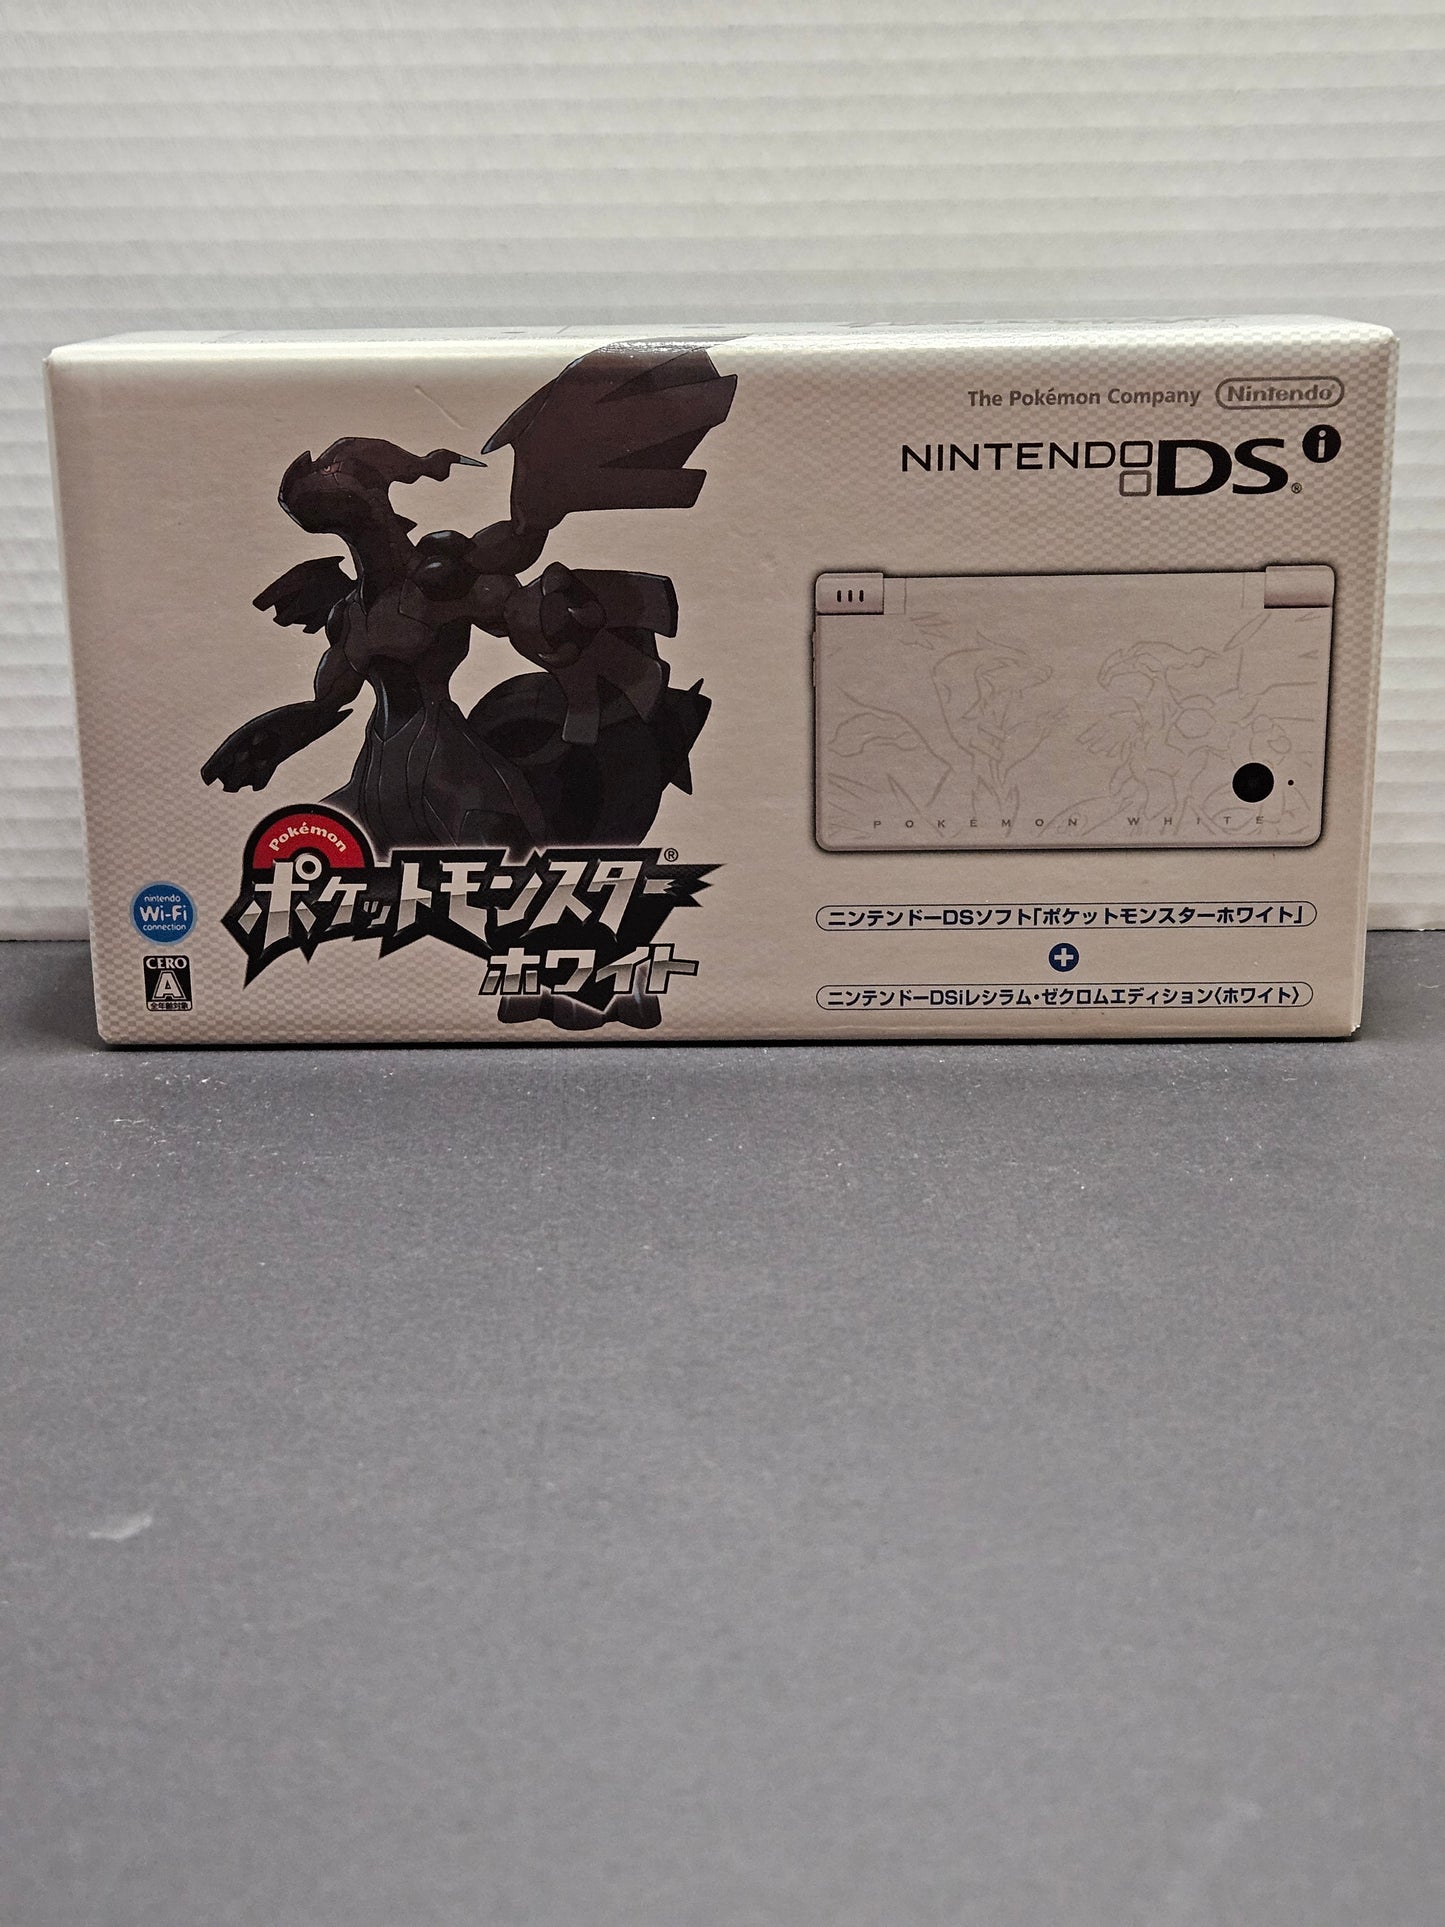 The Pokémon Company Nintendo®
NINTENDO DSi®
POKÉMON WHITE
Pokémon
ポケットモンスター®
ホワイト
nintendo
Wi-Fi
connection
CERO
A
全年齢対象
ニンテンドーDSソフト「ポケットモンスターホワイト」
+
ニンテンドーDSiレシラム・ゼクロムエディション〈ホワイト〉